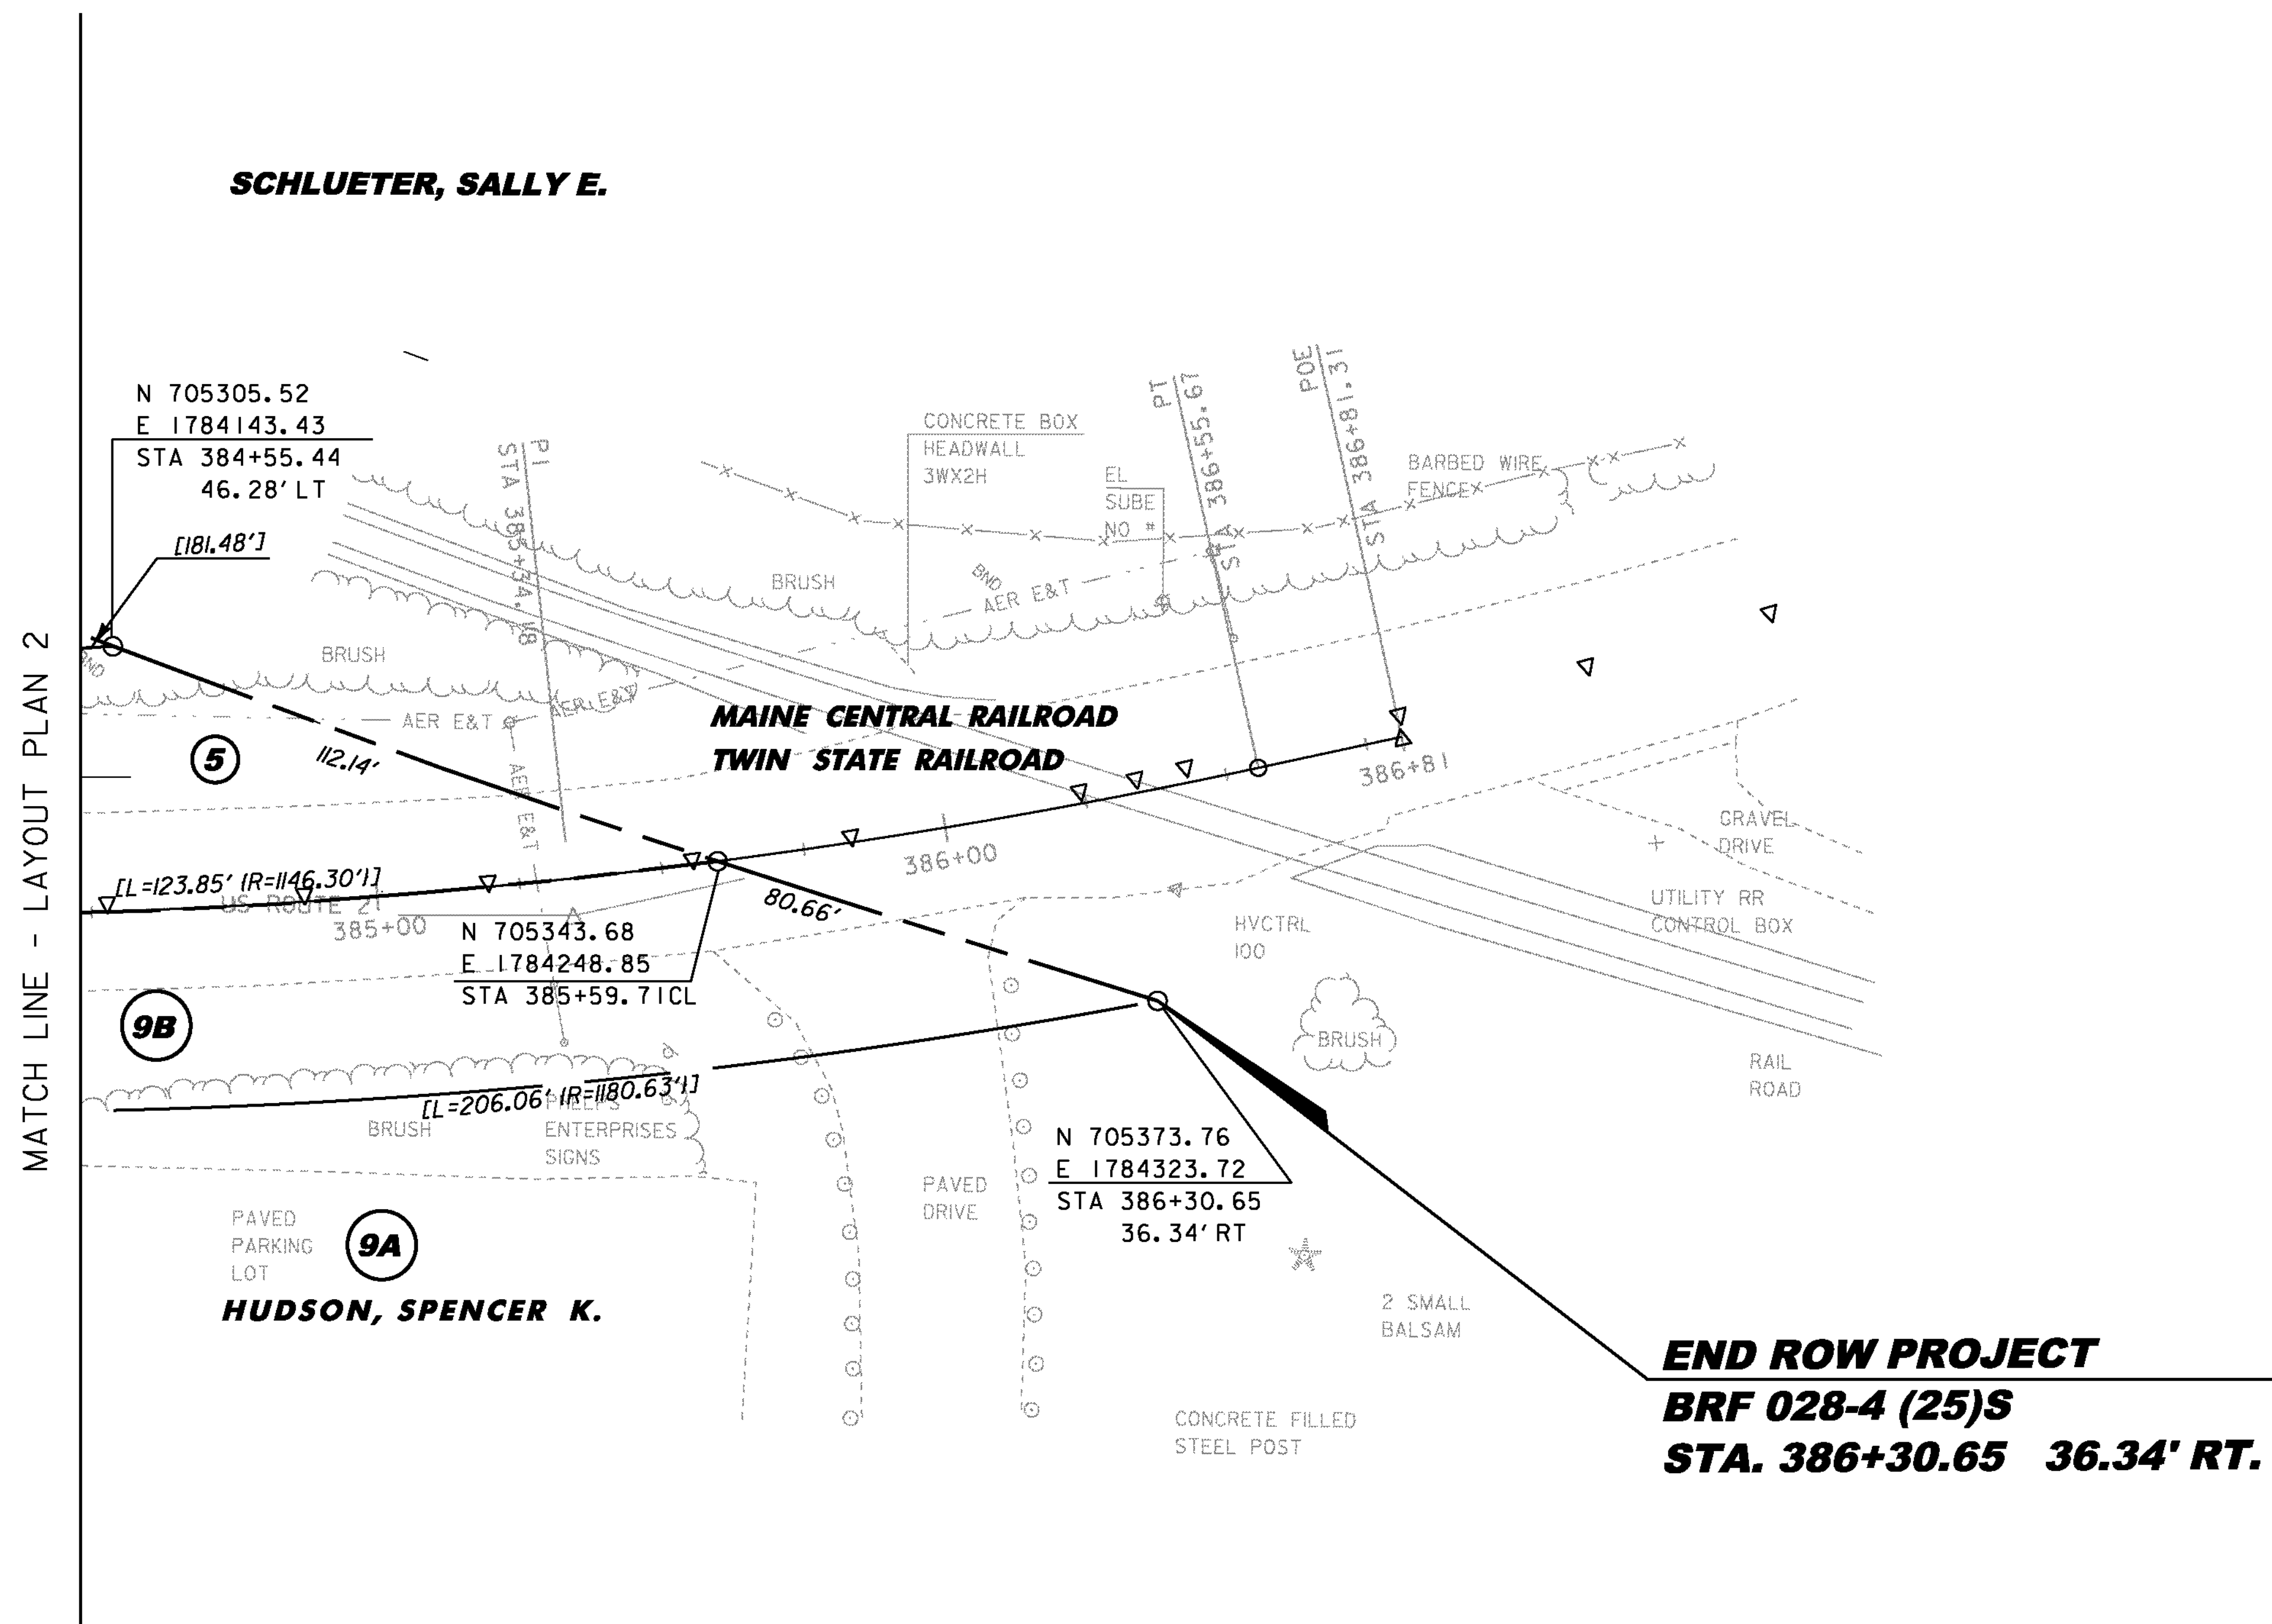 SCHLUETER, SALLY E.
N 705305.52
E 1784143.43
STA 384+55.44
46.28' LT
[181.48']
PI
STA 385+34.18
CONCRETE BOX
HEADWALL
3WX2H
EL
SUBE
NO #
PT
STA 386+55.67
POE
STA 386+81.31
BARBED WIRE
FENCE
BRUSH
BND
AER E&T
BRUSH
BND
AER E&T
AER E&T
AER E&T
MAINE CENTRAL RAILROAD
TWIN STATE RAILROAD
5
112.14'
386+81
386+00
GRAVEL
DRIVE
[L=123.85' (R=1146.30')]
US ROUTE 2
385+00
80.66'
N 705343.68
E 1784248.85
STA 385+59.71CL
HVCTRL
100
UTILITY RR
CONTROL BOX
9B
BRUSH
RAIL
ROAD
[L=206.06' (R=1180.63')]
BRUSH
PHELPS
ENTERPRISES
SIGNS
N 705373.76
E 1784323.72
STA 386+30.65
36.34' RT
PAVED
DRIVE
PAVED
PARKING
LOT
9A
HUDSON, SPENCER K.
2 SMALL
BALSAM
CONCRETE FILLED
STEEL POST
END ROW PROJECT
BRF 028-4 (25)S
STA. 386+30.65 36.34' RT.
MATCH LINE - LAYOUT PLAN 2